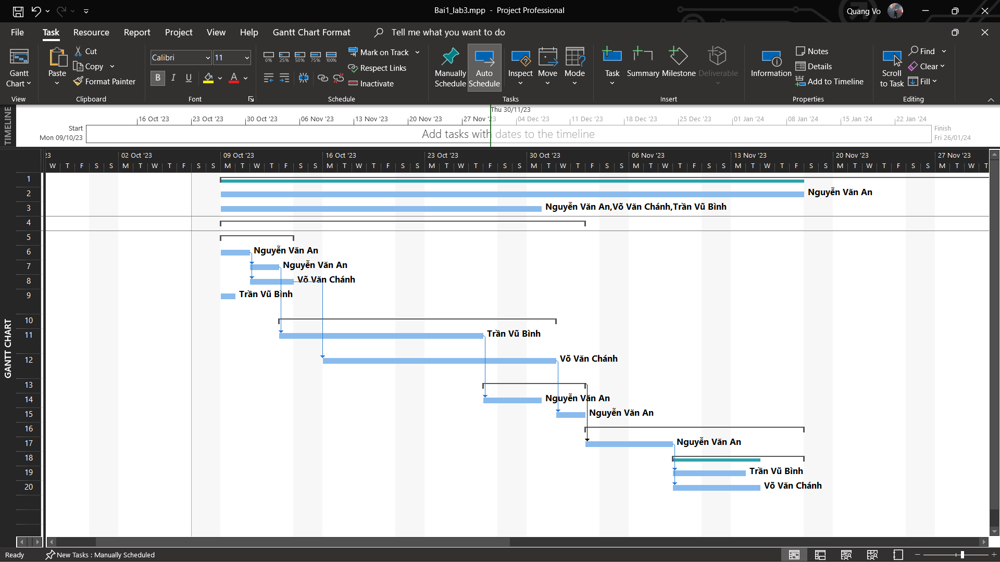 Bai1_lab3.mpp - Project Professional
Quang Vo
File Task Resource Report Project View Help Gantt Chart Format Tell me what you want to do
Gantt Chart
View
Paste
Cut
Copy
Format Painter
Clipboard
Calibri 11
B I U A
Font
0% 25% 50% 75% 100%
Mark on Track
Respect Links
Inactivate
Schedule
Manually Schedule
Auto Schedule
Inspect
Move
Mode
Tasks
Task
Summary
Milestone
Deliverable
Insert
Information
Notes
Details
Add to Timeline
Properties
Scroll to Task
Find
Clear
Fill
Editing
TIMELINE
Thu 30/11/23
16 Oct '23 23 Oct '23 30 Oct '23 06 Nov '23 13 Nov '23 20 Nov '23 27 Nov '23 04 Dec '23 11 Dec '23 18 Dec '23 25 Dec '23 01 Jan '24 08 Jan '24 15 Jan '24 22 Jan '24
Start
Mon 09/10/23
Add tasks with dates to the timeline
Finish
Fri 26/01/24
GANTT CHART
23 02 Oct '23 09 Oct '23 16 Oct '23 23 Oct '23 30 Oct '23 06 Nov '23 13 Nov '23 20 Nov '23 27 Nov '23
W T F S S M T W T F S S M T W T F S S M T W T F S S M T W T F S S M T W T F S S M T W T F S S M T W T F S S M T W T F S S M T W T
1
2 Nguyễn Văn An
3 Nguyễn Văn An,Võ Văn Chánh,Trần Vũ Bình
4
5
6 Nguyễn Văn An
7 Nguyễn Văn An
8 Võ Văn Chánh
9 Trần Vũ Bình
10
11 Trần Vũ Bình
12 Võ Văn Chánh
13
14 Nguyễn Văn An
15 Nguyễn Văn An
16
17 Nguyễn Văn An
18
19 Trần Vũ Bình
20 Võ Văn Chánh
Ready New Tasks : Manually Scheduled